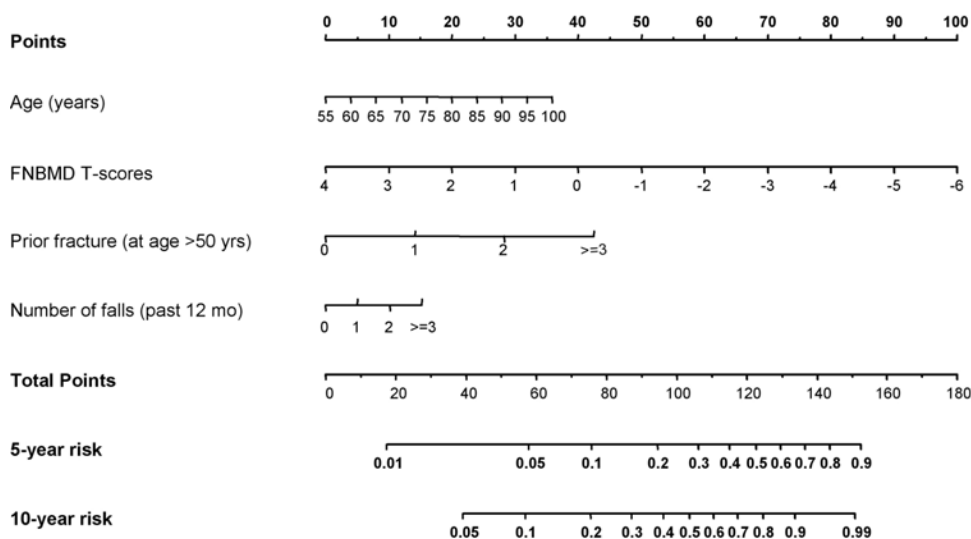 0 10 20 30 40 50 60 70 80 90 100
Points
Age (years)
55 60 65 70 75 80 85 90 95 100
FNBMD T-scores
4 3 2 1 0 -1 -2 -3 -4 -5 -6
Prior fracture (at age >50 yrs)
0 1 2 >=3
Number of falls (past 12 mo)
0 1 2 >=3
Total Points
0 20 40 60 80 100 120 140 160 180
5-year risk
0.01 0.05 0.1 0.2 0.3 0.4 0.5 0.6 0.7 0.8 0.9
10-year risk
0.05 0.1 0.2 0.3 0.4 0.5 0.6 0.7 0.8 0.9 0.99